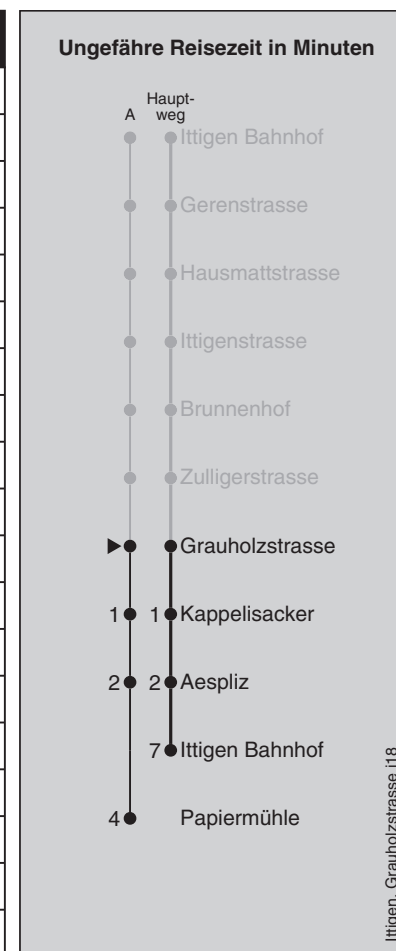 Ungefähre Reisezeit in Minuten
A Haupt-
weg
Ittigen Bahnhof
Gerenstrasse
Hausmattstrasse
Ittigenstrasse
Brunnenhof
Zulligerstrasse
Grauholzstrasse
1 1 Kappelisacker
2 2 Aespliz
7 Ittigen Bahnhof
4 Papiermühle
Ittigen, Grauholzstrasse i18